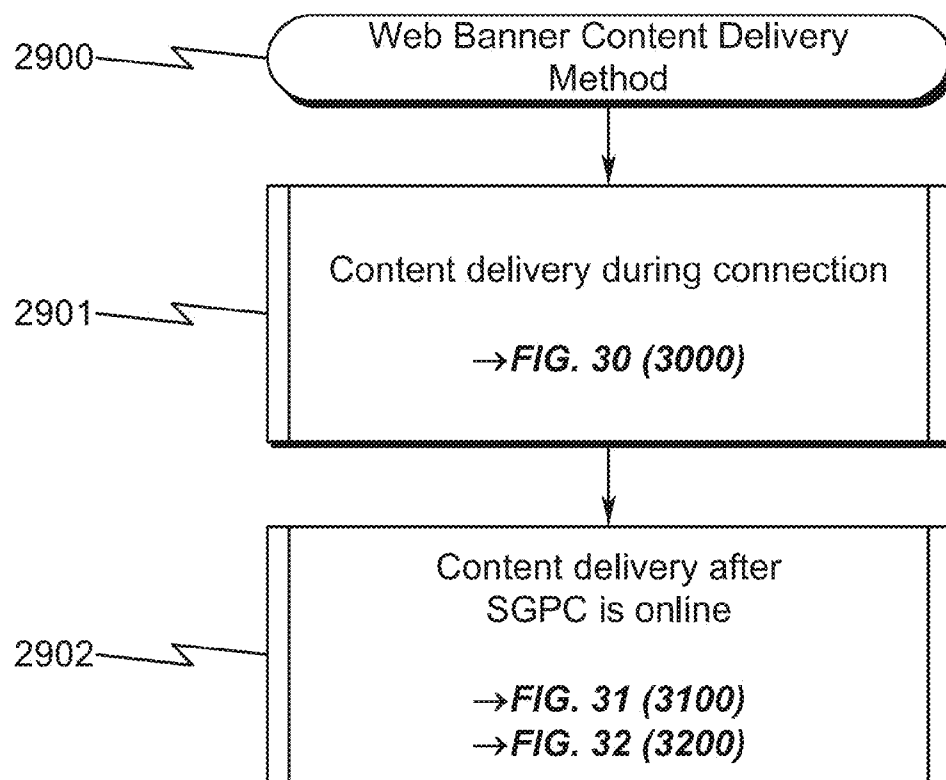 2900
Web Banner Content Delivery
Method
2901
Content delivery during connection
→FIG. 30 (3000)
2902
Content delivery after
SGPC is online
→FIG. 31 (3100)
→FIG. 32 (3200)